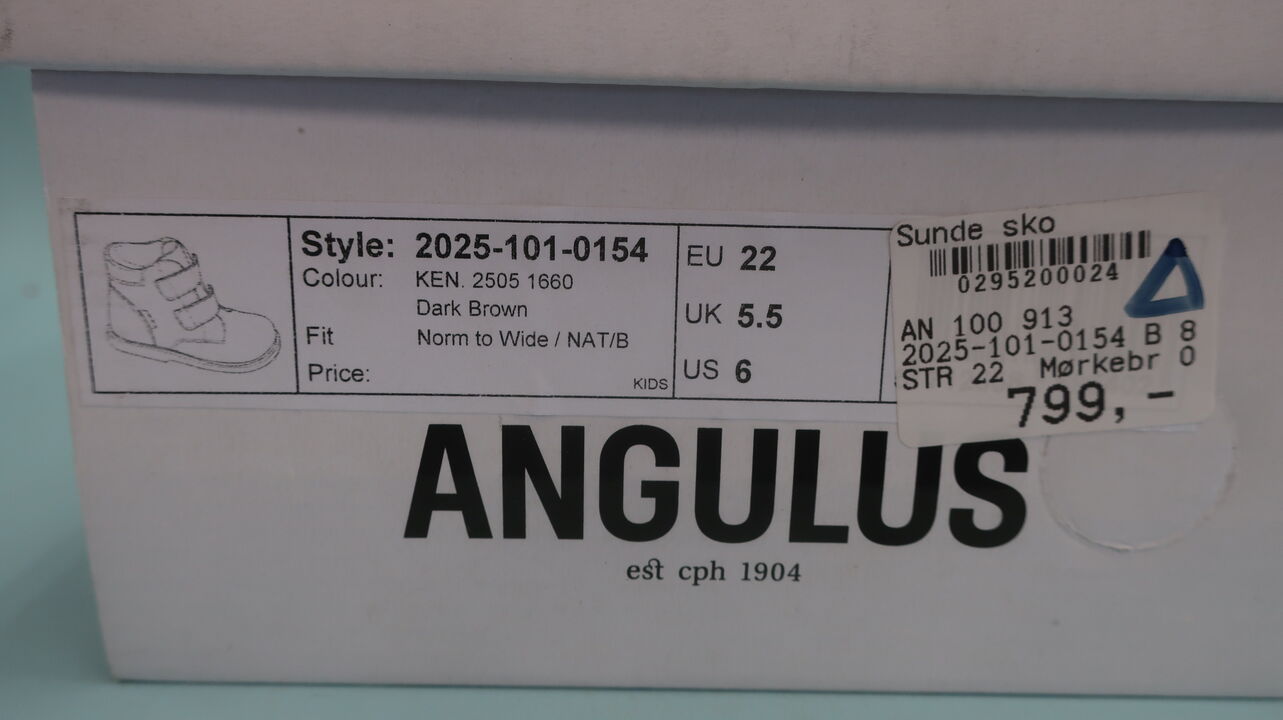 Style: 2025-101-0154
Colour: KEN. 2505 1660
Dark Brown
Fit Norm to Wide / NAT/B
Price:
KIDS
EU 22
UK 5.5
US 6
Sunde sko
0295200024
AN 100 913
2025-101-0154 B 8
STR 22 Mørkebr 0
799,-
ANGULUS
est cph 1904